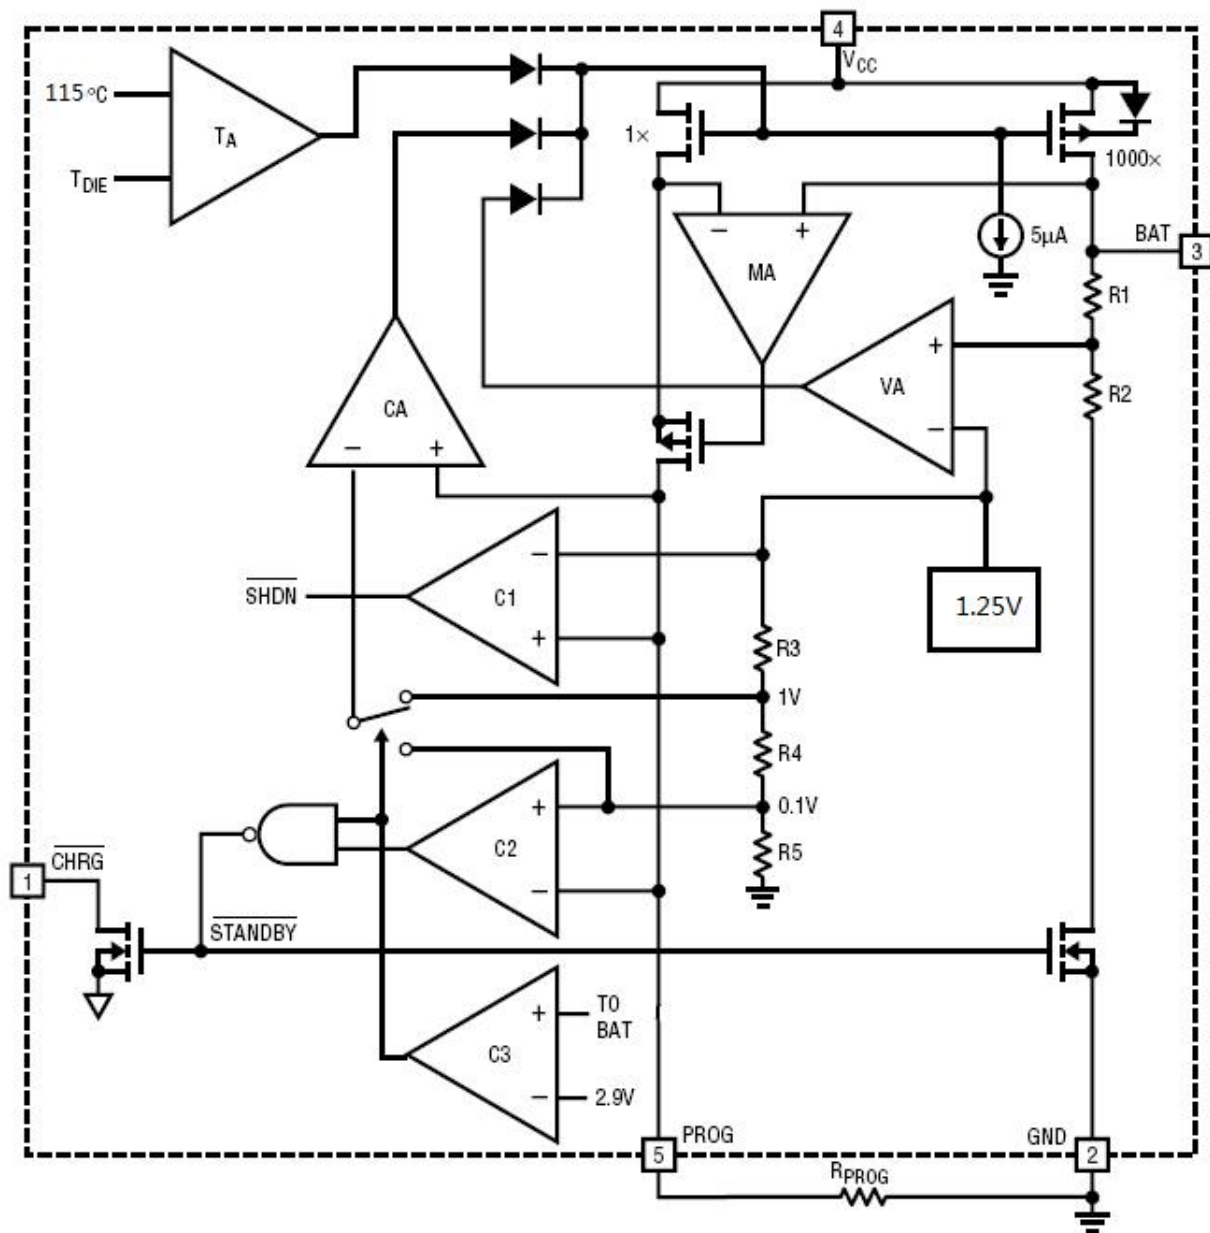 4
VCC
115°C
TA
TDIE
1×
1000×
− +
MA
5µA
BAT
3
R1
+
VA
R2
−
CA
− +
−
SHDN
C1
1.25V
+
R3
1V
R4
+
0.1V
C2
R5
CHRG
1
−
STANDBY
+
TO
BAT
C3
−
2.9V
PROG
GND
5
2
RPROG